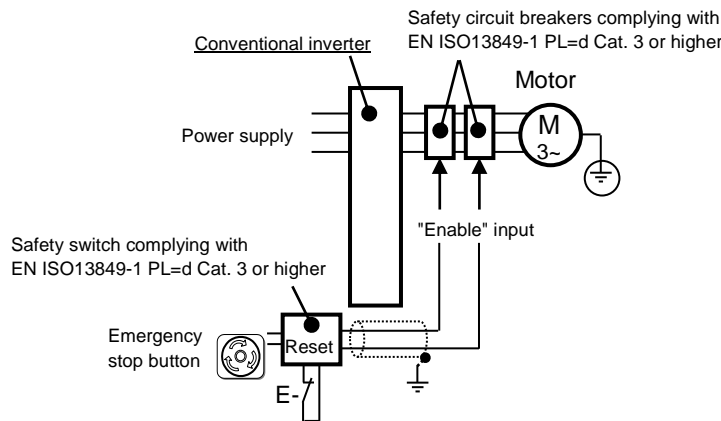 Safety circuit breakers complying with
EN ISO13849-1 PL=d Cat. 3 or higher
Conventional inverter
Motor
Power supply
M
3~
"Enable" input
Safety switch complying with
EN ISO13849-1 PL=d Cat. 3 or higher
Emergency
stop button
Reset
E-